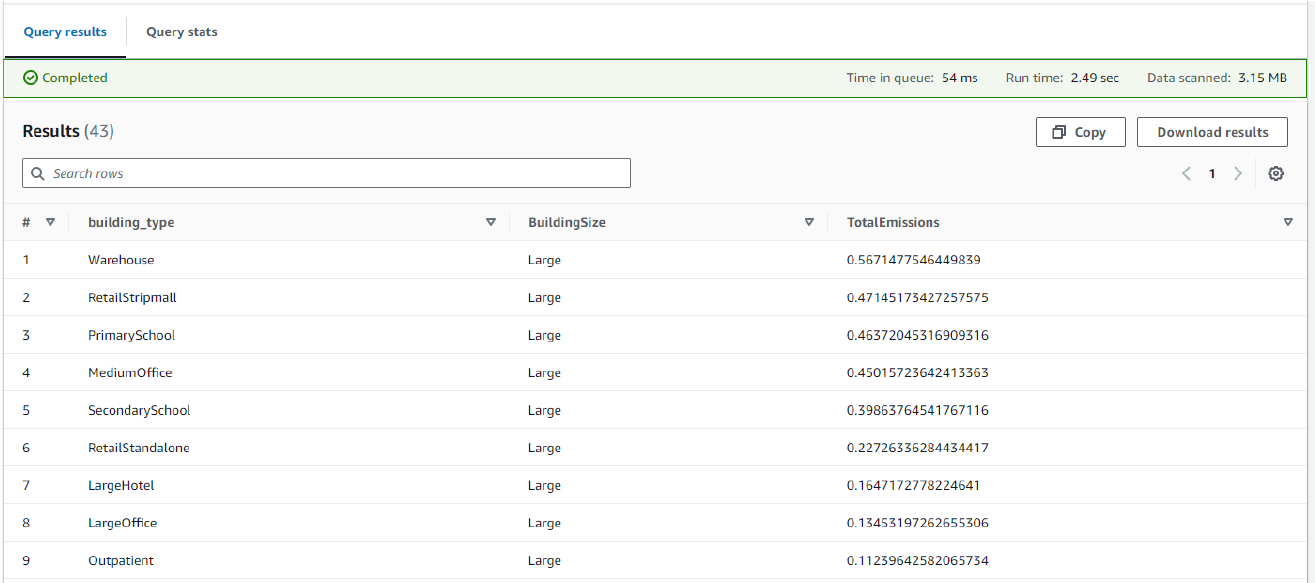 Query results Query stats
Completed Time in queue: 54 ms Run time: 2.49 sec Data scanned: 3.15 MB
Results (43) Copy Download results
Search rows 1
# building_type BuildingSize TotalEmissions
1 Warehouse Large 0.5671477546449839
2 RetailStripmall Large 0.47145173427257575
3 PrimarySchool Large 0.46372045316909316
4 MediumOffice Large 0.45015723642413363
5 SecondarySchool Large 0.39863764541767116
6 RetailStandalone Large 0.22726336284434417
7 LargeHotel Large 0.1647172778224641
8 LargeOffice Large 0.13453197262655306
9 Outpatient Large 0.11239642582065734